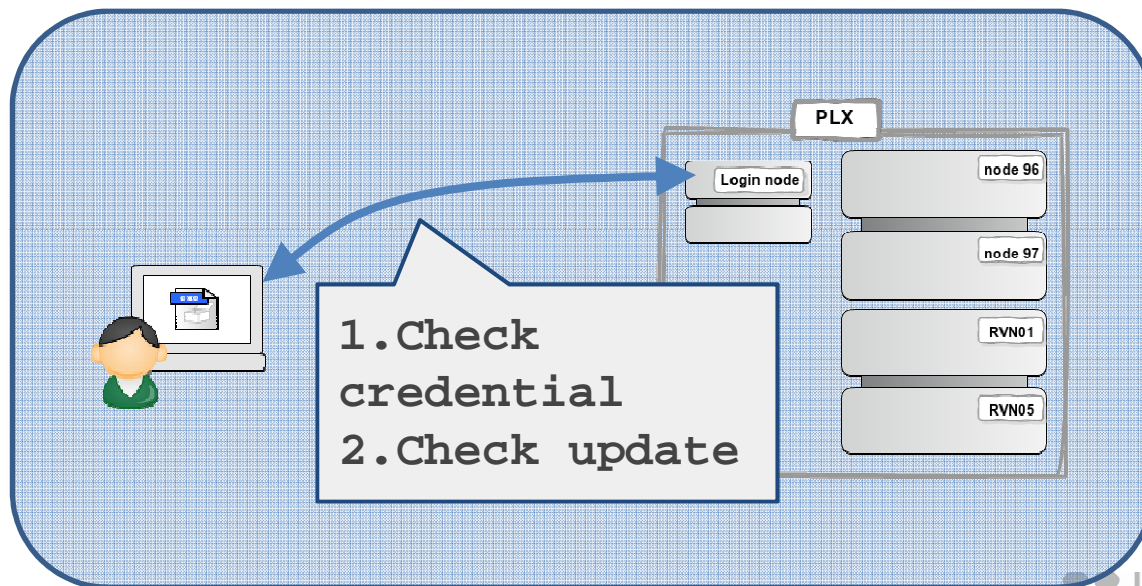 PLX
Login node
node 96
node 97
RVN01
RVN05
1.Check
credential
2.Check update